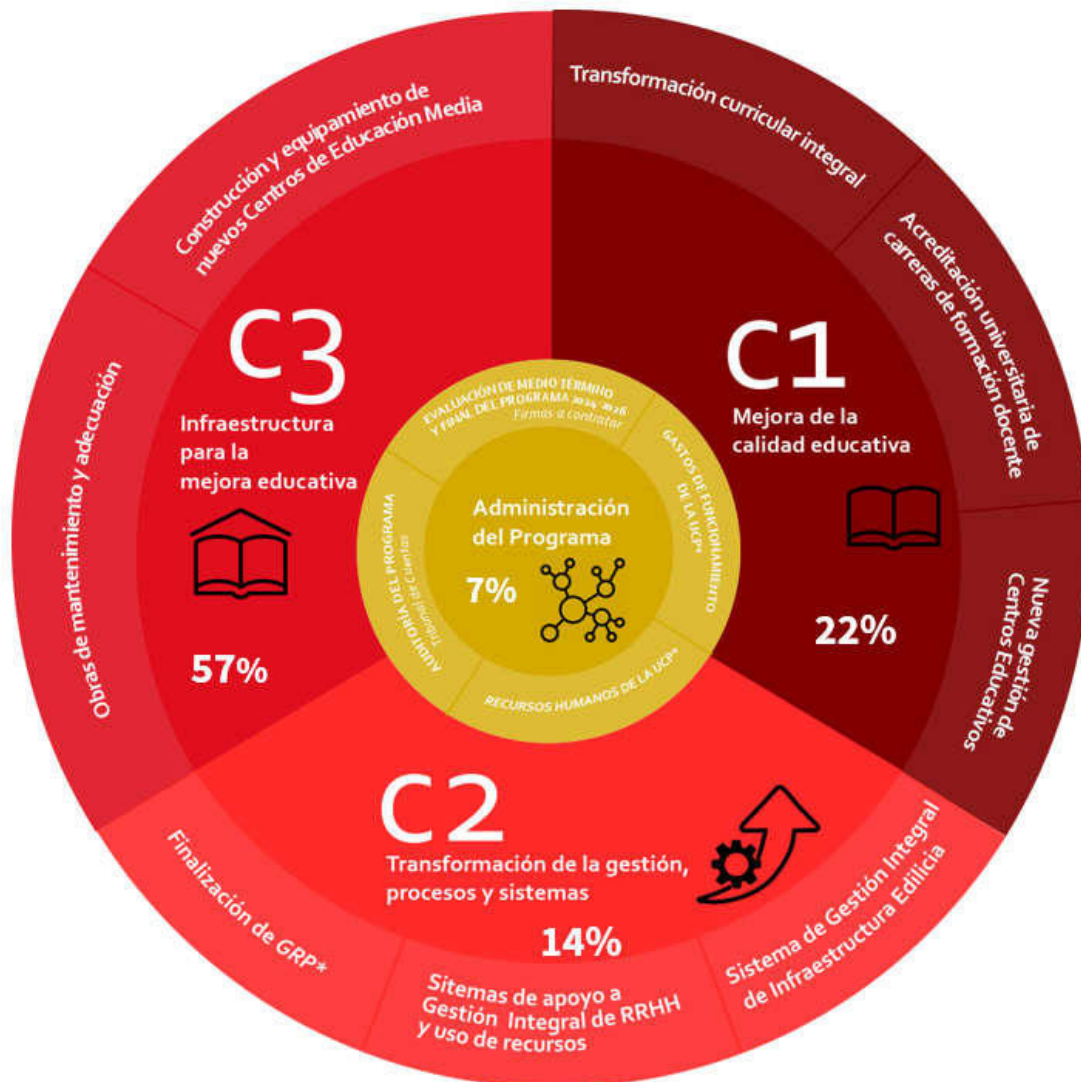 Construcción y equipamiento de
nuevos Centros de Educación Media
Obras de mantenimiento y adecuación
C3
Infraestructura
para la
mejora educativa
57%
Transformación curricular integral
Acreditación universitaria de
carreras de formación docente
Nueva gestión de
Centros Educativos
C1
Mejora de la
calidad educativa
22%
EVALUACIÓN DE MEDIO TÉRMINO
Y FINAL DEL PROGRAMA 2024-2026
Firmas a contratar
GASTOS DE FUNCIONAMIENTO
DE LA UCP*
RECURSOS HUMANOS DE LA UCP*
AUDITORÍA DEL PROGRAMA
Tribunal de Cuentas
Administración
del Programa
7%
C2
Transformación de la gestión,
procesos y sistemas
14%
Finalización de GRP*
Sitemas de apoyo a
Gestión Integral de RRHH
y uso de recursos
Sistema de Gestión Integral
de Infraestructura Edilicia